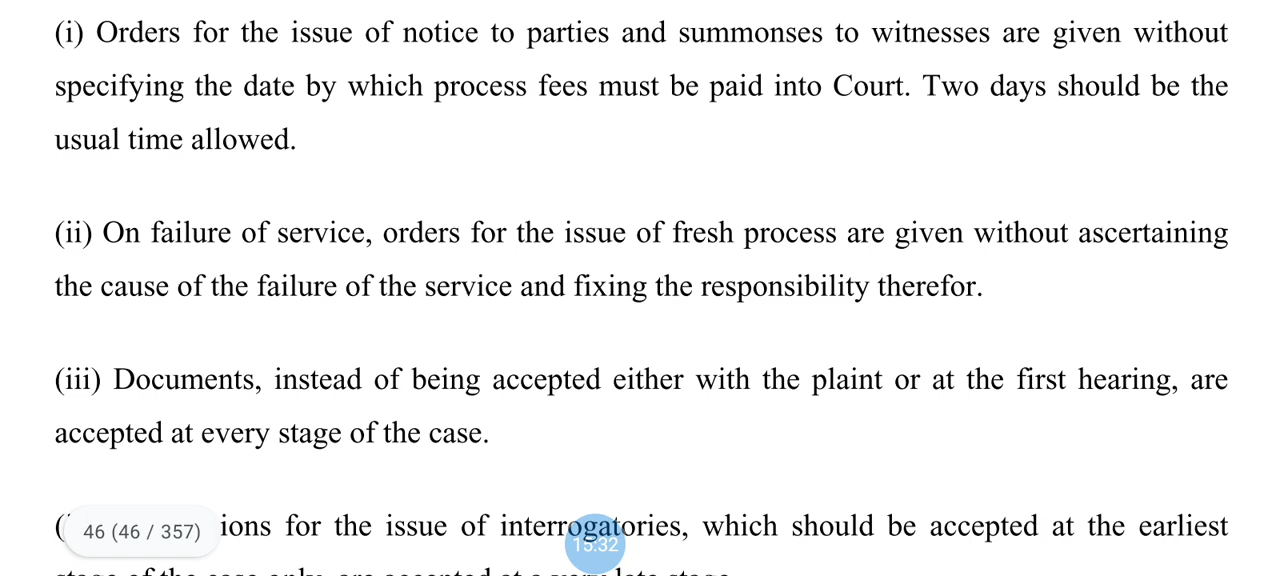 (i) Orders for the issue of notice to parties and summonses to witnesses are given without
specifying the date by which process fees must be paid into Court. Two days should be the
usual time allowed.
(ii) On failure of service, orders for the issue of fresh process are given without ascertaining
the cause of the failure of the service and fixing the responsibility therefor.
(iii) Documents, instead of being accepted either with the plaint or at the first hearing, are
accepted at every stage of the case.
46 (46 / 357)
ions for the issue of interrogatories, which should be accepted at the earliest
15:32